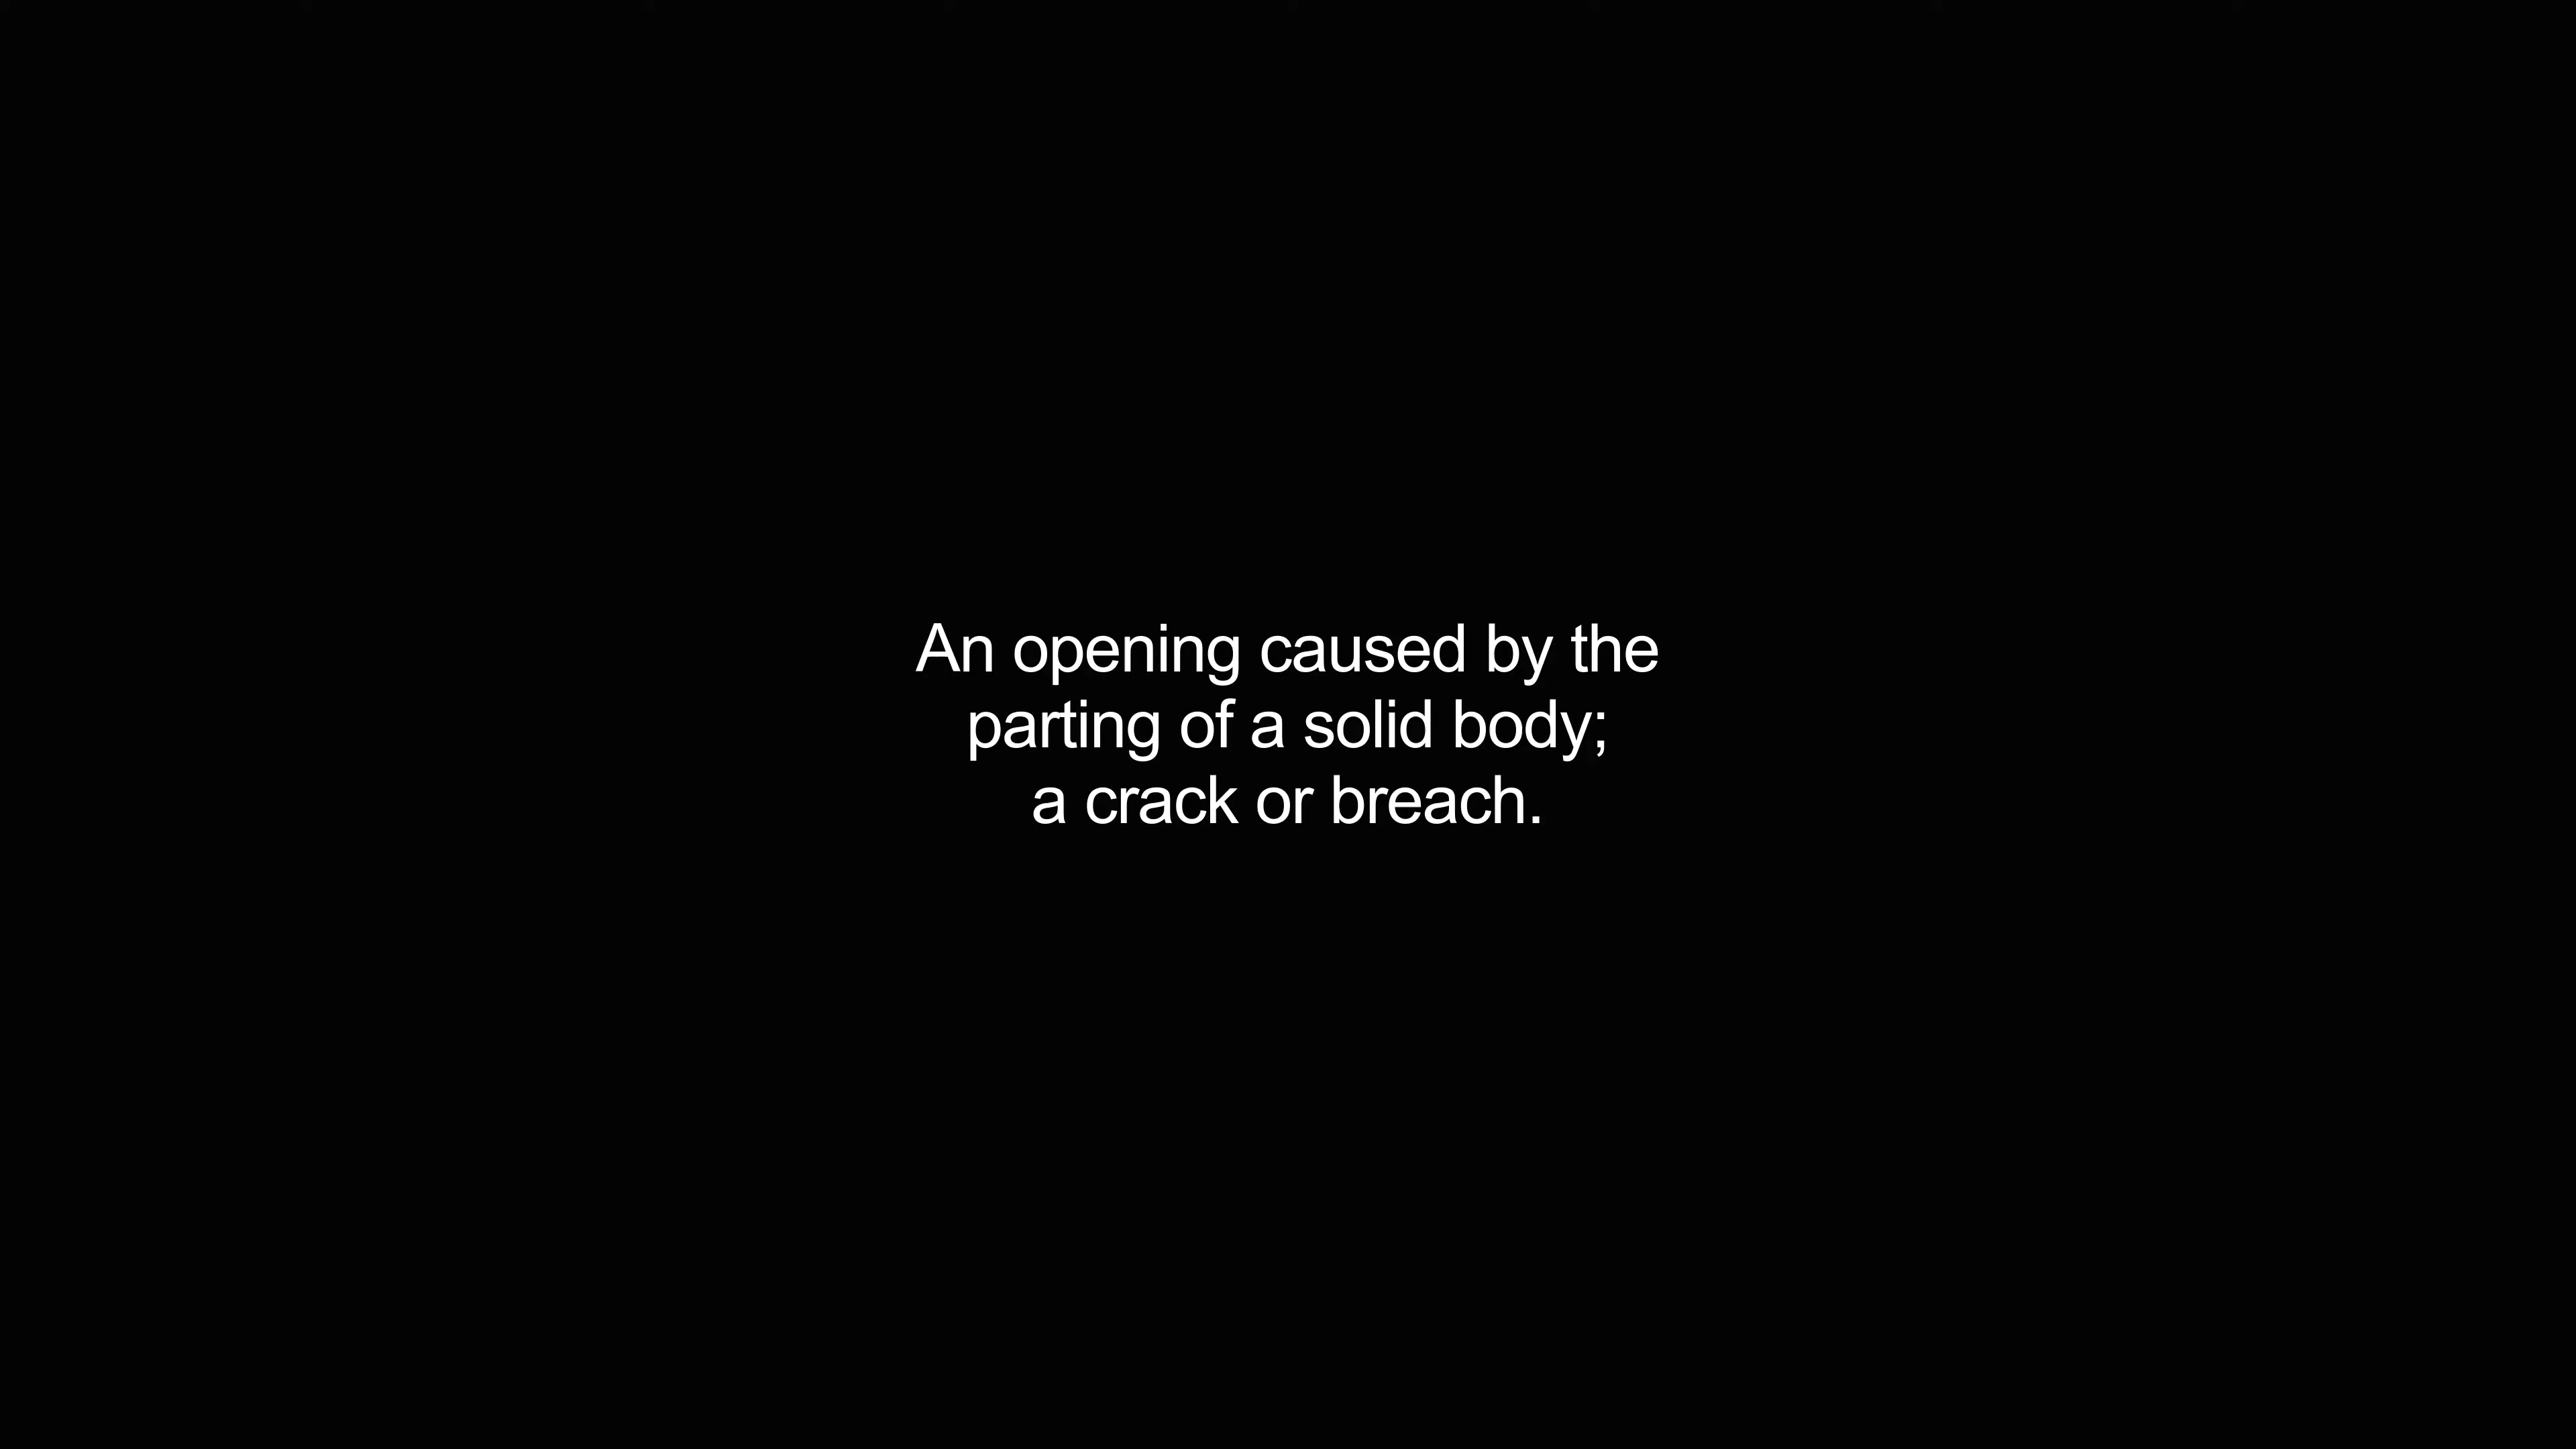 An opening caused by the
parting of a solid body;
a crack or breach.